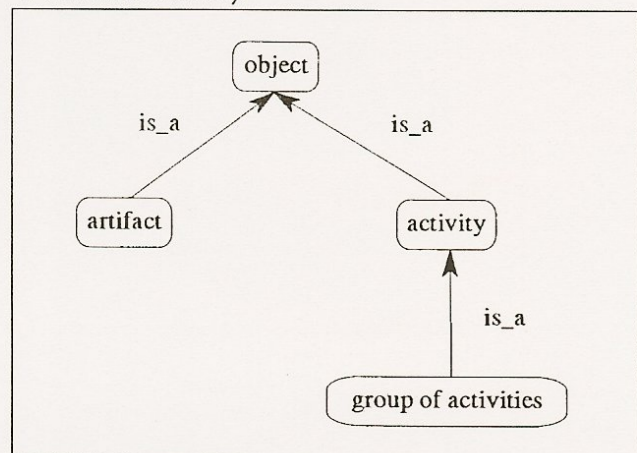 object
is_a is_a
artifact activity
is_a
group of activities